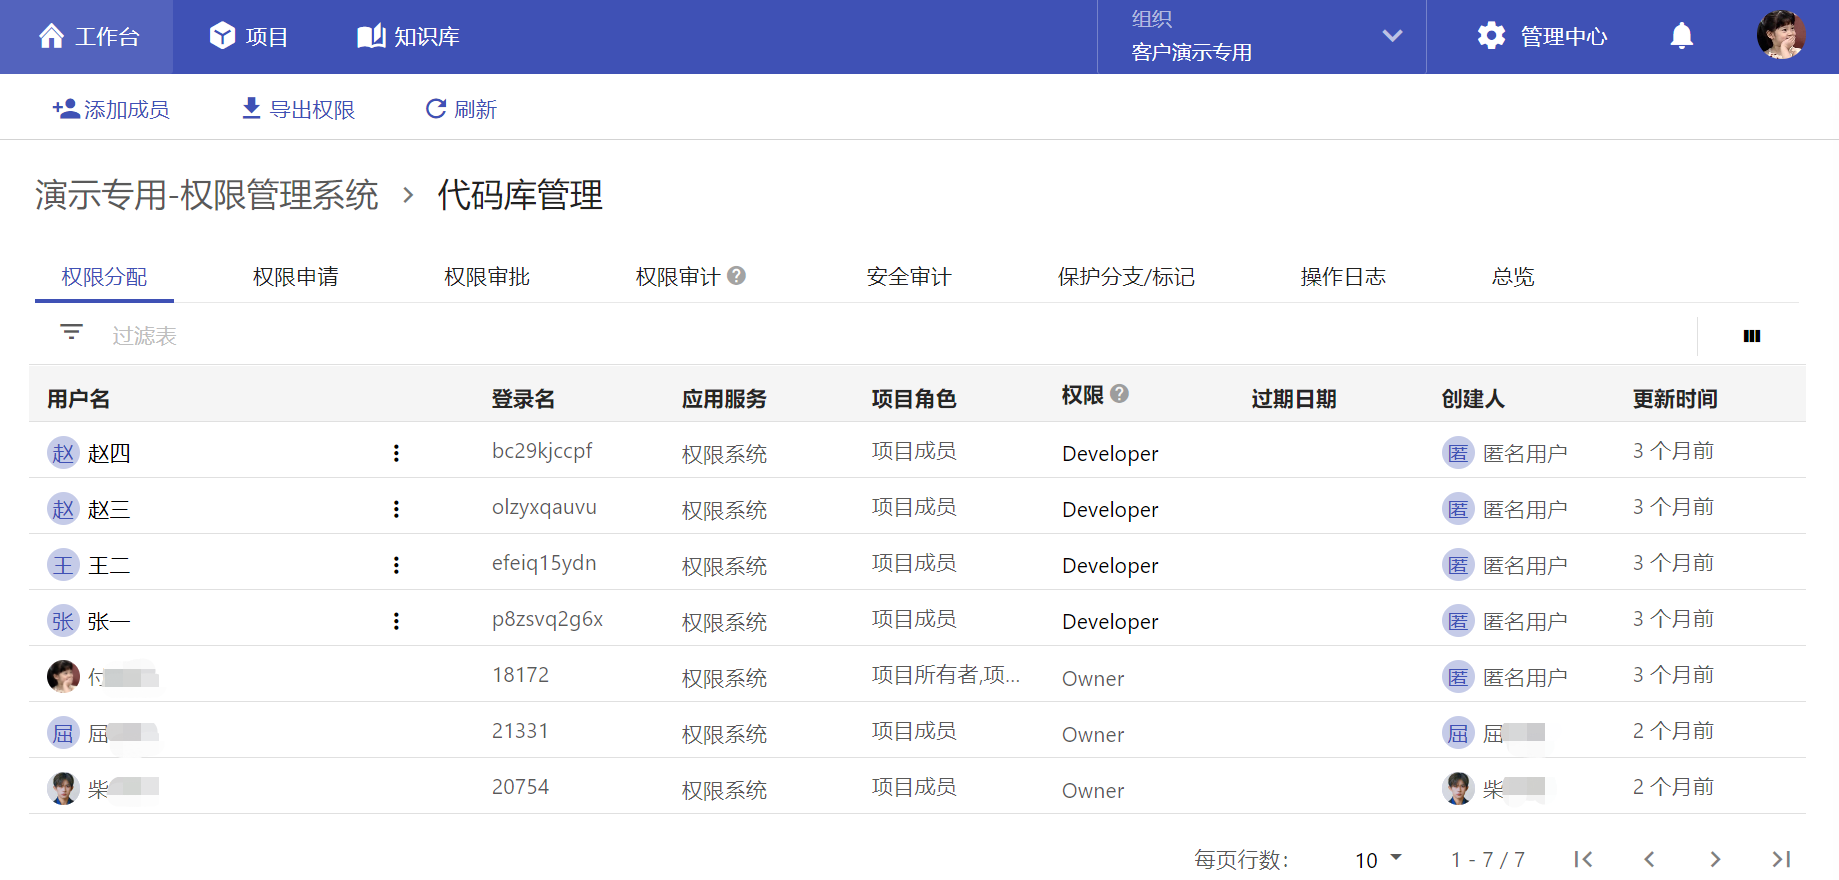 工作台 项目 知识库 组织 管理中心
客户演示专用
添加成员 导出权限 刷新
演示专用-权限管理系统 › 代码库管理
权限分配 权限申请 权限审批 权限审计 ? 安全审计 保护分支/标记 操作日志 总览
过滤表
用户名 登录名 应用服务 项目角色 权限 ? 过期日期 创建人 更新时间
赵 赵四 bc29kjccpf 权限系统 项目成员 Developer 匿 匿名用户 3 个月前
赵 赵三 olzyxqauvu 权限系统 项目成员 Developer 匿 匿名用户 3 个月前
王 王二 efeiq15ydn 权限系统 项目成员 Developer 匿 匿名用户 3 个月前
张 张一 p8zsvq2g6x 权限系统 项目成员 Developer 匿 匿名用户 3 个月前
付 18172 权限系统 项目所有者,项... Owner 匿 匿名用户 3 个月前
屈 屈 21331 权限系统 项目成员 Owner 屈 屈 2 个月前
柴 20754 权限系统 项目成员 Owner 柴 2 个月前
每页行数: 10 1 - 7 / 7